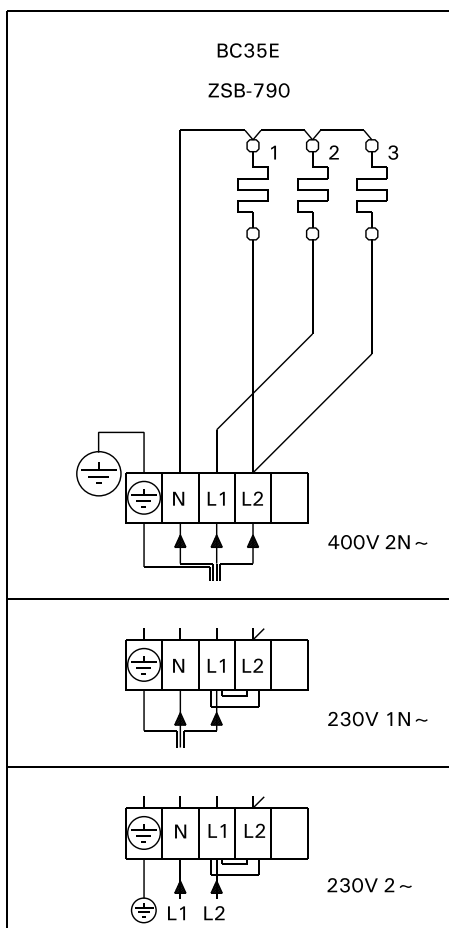 BC35E
ZSB-790
1 2 3
N L1 L2
400V 2N~
N L1 L2
230V 1N~
N L1 L2
230V 2~
L1 L2